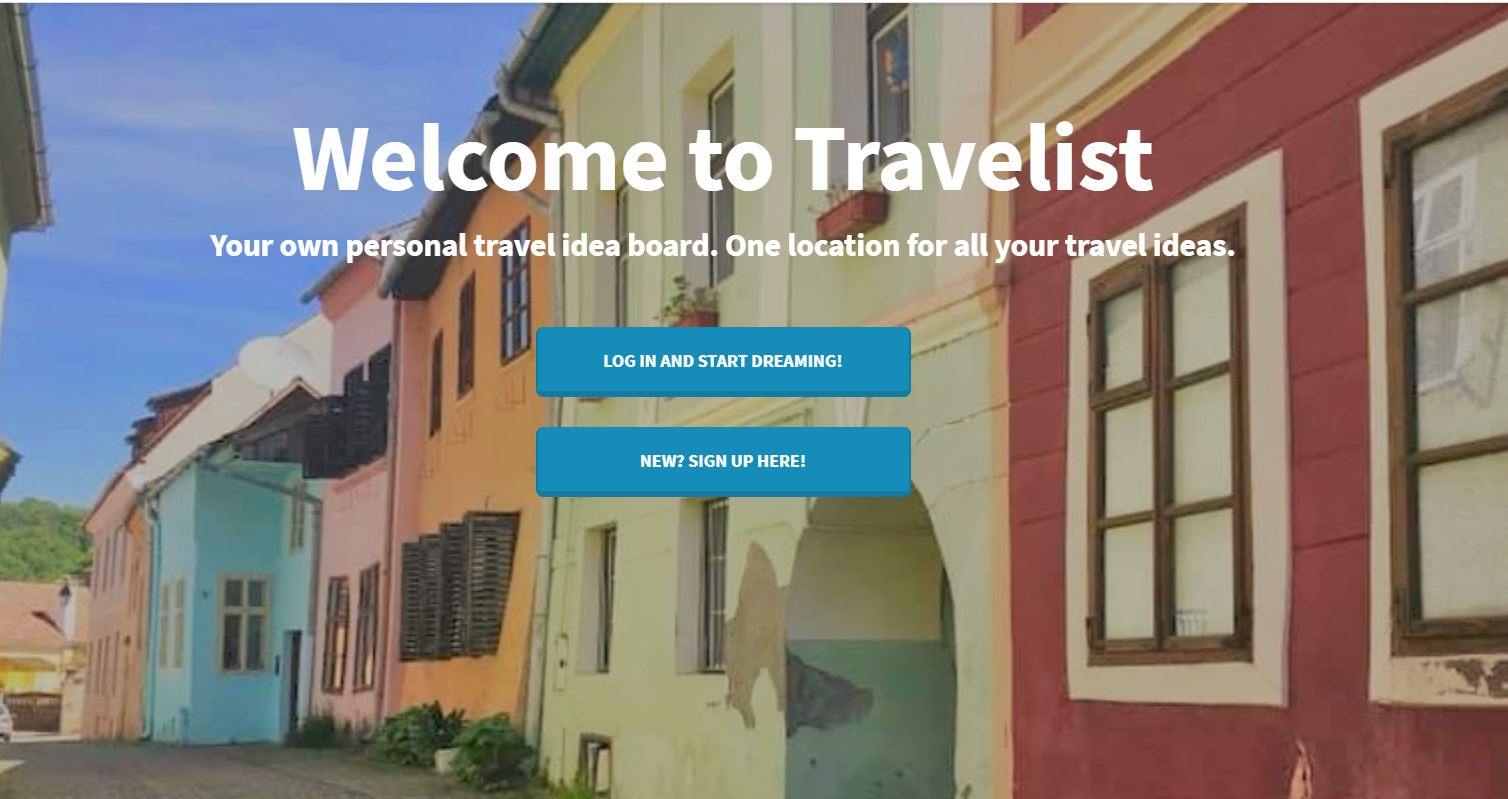 Welcome to Travelist
Your own personal travel idea board. One location for all your travel ideas.
LOG IN AND START DREAMING!
NEW? SIGN UP HERE!